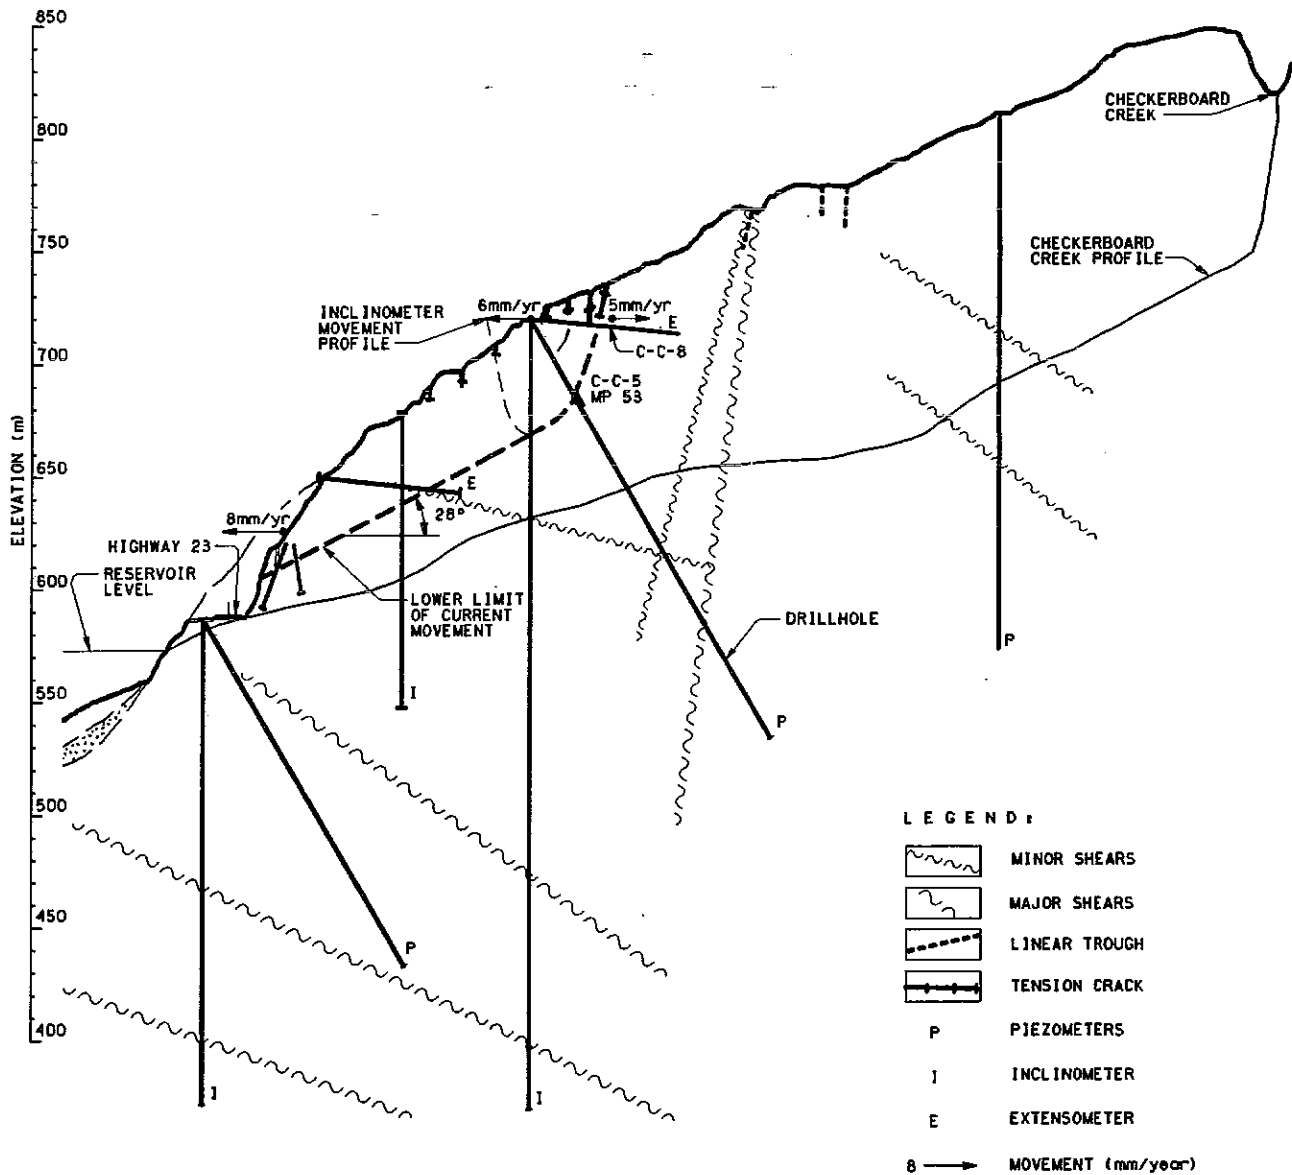 850
800
750
700
650
600
550
500
450
400
ELEVATION (m)
CHECKERBOARD
CREEK
CHECKERBOARD
CREEK PROFILE
INCLINOMETER
MOVEMENT
PROFILE
6mm/yr
5mm/yr
E
C-C-8
C-C-5
MP 53
E
28°
8mm/yr
HIGHWAY 23
RESERVOIR
LEVEL
LOWER LIMIT
OF CURRENT
MOVEMENT
DRILLHOLE
P
I
P
P
I
I
LEGEND:
MINOR SHEARS
MAJOR SHEARS
LINEAR TROUGH
TENSION CRACK
P PIEZOMETERS
I INCLINOMETER
E EXTENSOMETER
8 MOVEMENT (mm/year)